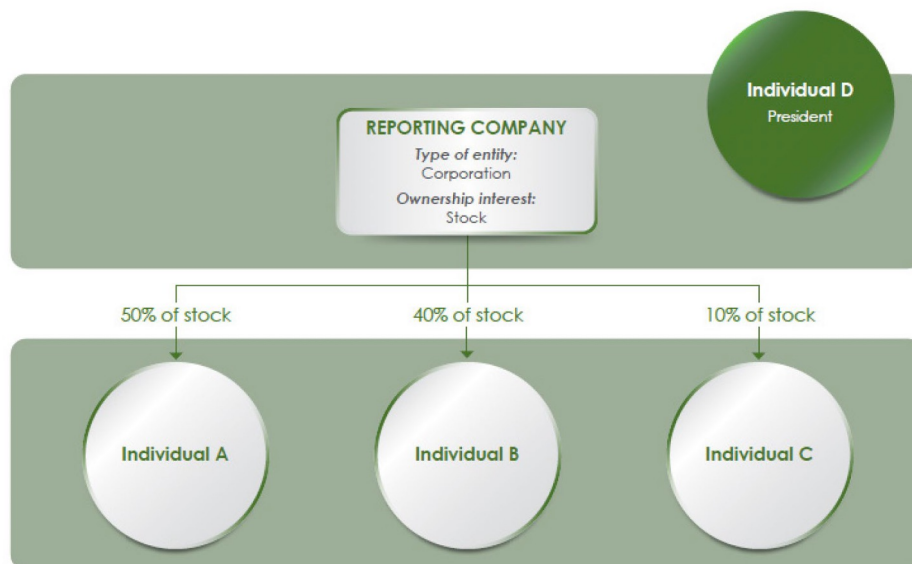 Individual D
President
REPORTING COMPANY
Type of entity:
Corporation
Ownership interest:
Stock
50% of stock
40% of stock
10% of stock
Individual A
Individual B
Individual C